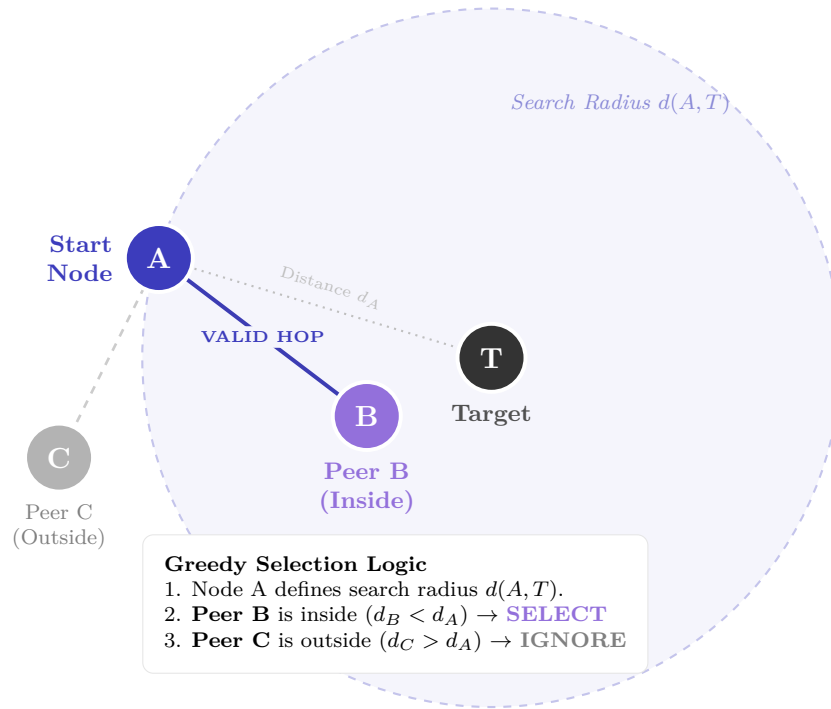 Search Radius d(A, T)
Start
Node
A
Distance d_A
VALID HOP
T
Target
B
Peer B
(Inside)
C
Peer C
(Outside)
Greedy Selection Logic
1. Node A defines search radius d(A, T).
2. Peer B is inside (d_B < d_A) → SELECT
3. Peer C is outside (d_C > d_A) → IGNORE